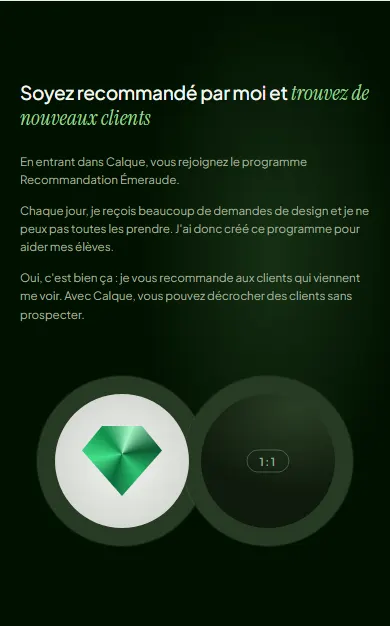 Soyez recommandé par moi et trouvez de
nouveaux clients
En entrant dans Calque, vous rejoignez le programme
Recommandation Émeraude.
Chaque jour, je reçois beaucoup de demandes de design et je ne
peux pas toutes les prendre. J'ai donc créé ce programme pour
aider mes élèves.
Oui, c'est bien ça : je vous recommande aux clients qui viennent
me voir. Avec Calque, vous pouvez décrocher des clients sans
prospecter.
1:1